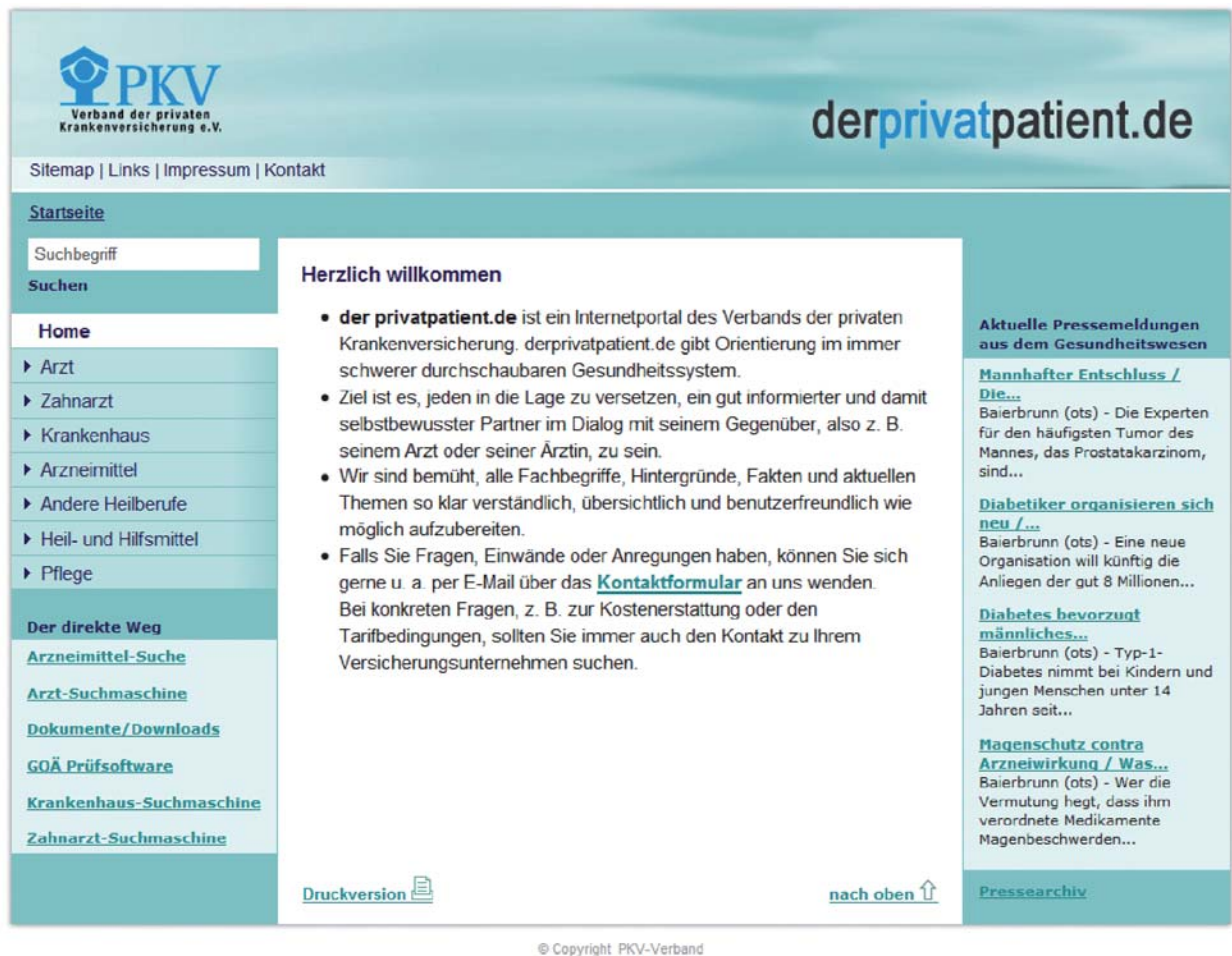 PKV
Verband der privaten
Krankenversicherung e.V.
derprivatpatient.de
Sitemap | Links | Impressum | Kontakt
Startseite
Suchbegriff
Suchen
Home
Arzt
Zahnarzt
Krankenhaus
Arzneimittel
Andere Heilberufe
Heil- und Hilfsmittel
Pflege
Der direkte Weg
Arzneimittel-Suche
Arzt-Suchmaschine
Dokumente/Downloads
GOÄ Prüfsoftware
Krankenhaus-Suchmaschine
Zahnarzt-Suchmaschine
Herzlich willkommen
• der privatpatient.de ist ein Internetportal des Verbands der privaten
Krankenversicherung. derprivatpatient.de gibt Orientierung im immer
schwerer durchschaubaren Gesundheitssystem.
• Ziel ist es, jeden in die Lage zu versetzen, ein gut informierter und damit
selbstbewusster Partner im Dialog mit seinem Gegenüber, also z. B.
seinem Arzt oder seiner Ärztin, zu sein.
• Wir sind bemüht, alle Fachbegriffe, Hintergründe, Fakten und aktuellen
Themen so klar verständlich, übersichtlich und benutzerfreundlich wie
möglich aufzubereiten.
• Falls Sie Fragen, Einwände oder Anregungen haben, können Sie sich
gerne u. a. per E-Mail über das Kontaktformular an uns wenden.
Bei konkreten Fragen, z. B. zur Kostenerstattung oder den
Tarifbedingungen, sollten Sie immer auch den Kontakt zu Ihrem
Versicherungsunternehmen suchen.
Druckversion
nach oben
Aktuelle Pressemeldungen
aus dem Gesundheitswesen
Mannhafter Entschluss /
Die...
Baierbrunn (ots) - Die Experten
für den häufigsten Tumor des
Mannes, das Prostatakarzinom,
sind...
Diabetiker organisieren sich
neu /...
Baierbrunn (ots) - Eine neue
Organisation will künftig die
Anliegen der gut 8 Millionen...
Diabetes bevorzugt
männliches...
Baierbrunn (ots) - Typ-1-
Diabetes nimmt bei Kindern und
jungen Menschen unter 14
Jahren seit...
Magenschutz contra
Arzneiwirkung / Was...
Baierbrunn (ots) - Wer die
Vermutung hegt, dass ihm
verordnete Medikamente
Magenbeschwerden...
Pressearchiv
© Copyright PKV-Verband